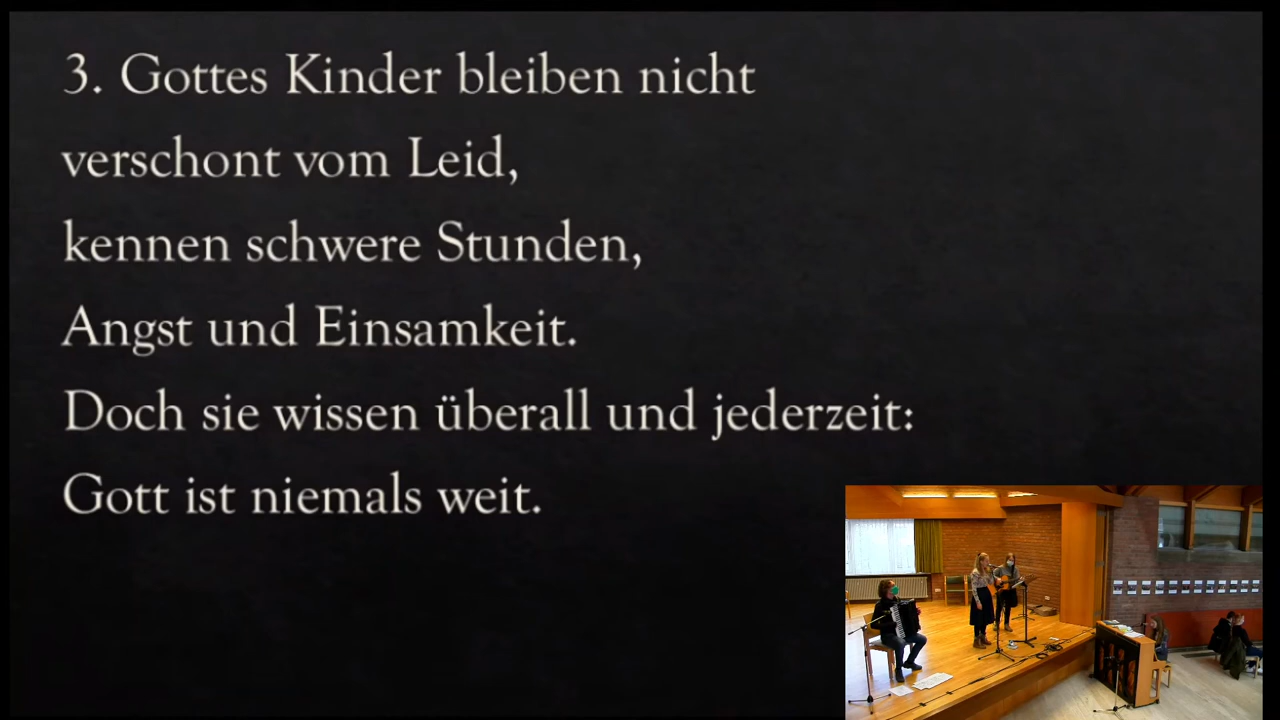 3. Gottes Kinder bleiben nicht
verschont vom Leid,
kennen schwere Stunden,
Angst und Einsamkeit.
Doch sie wissen überall und jederzeit:
Gott ist niemals weit.